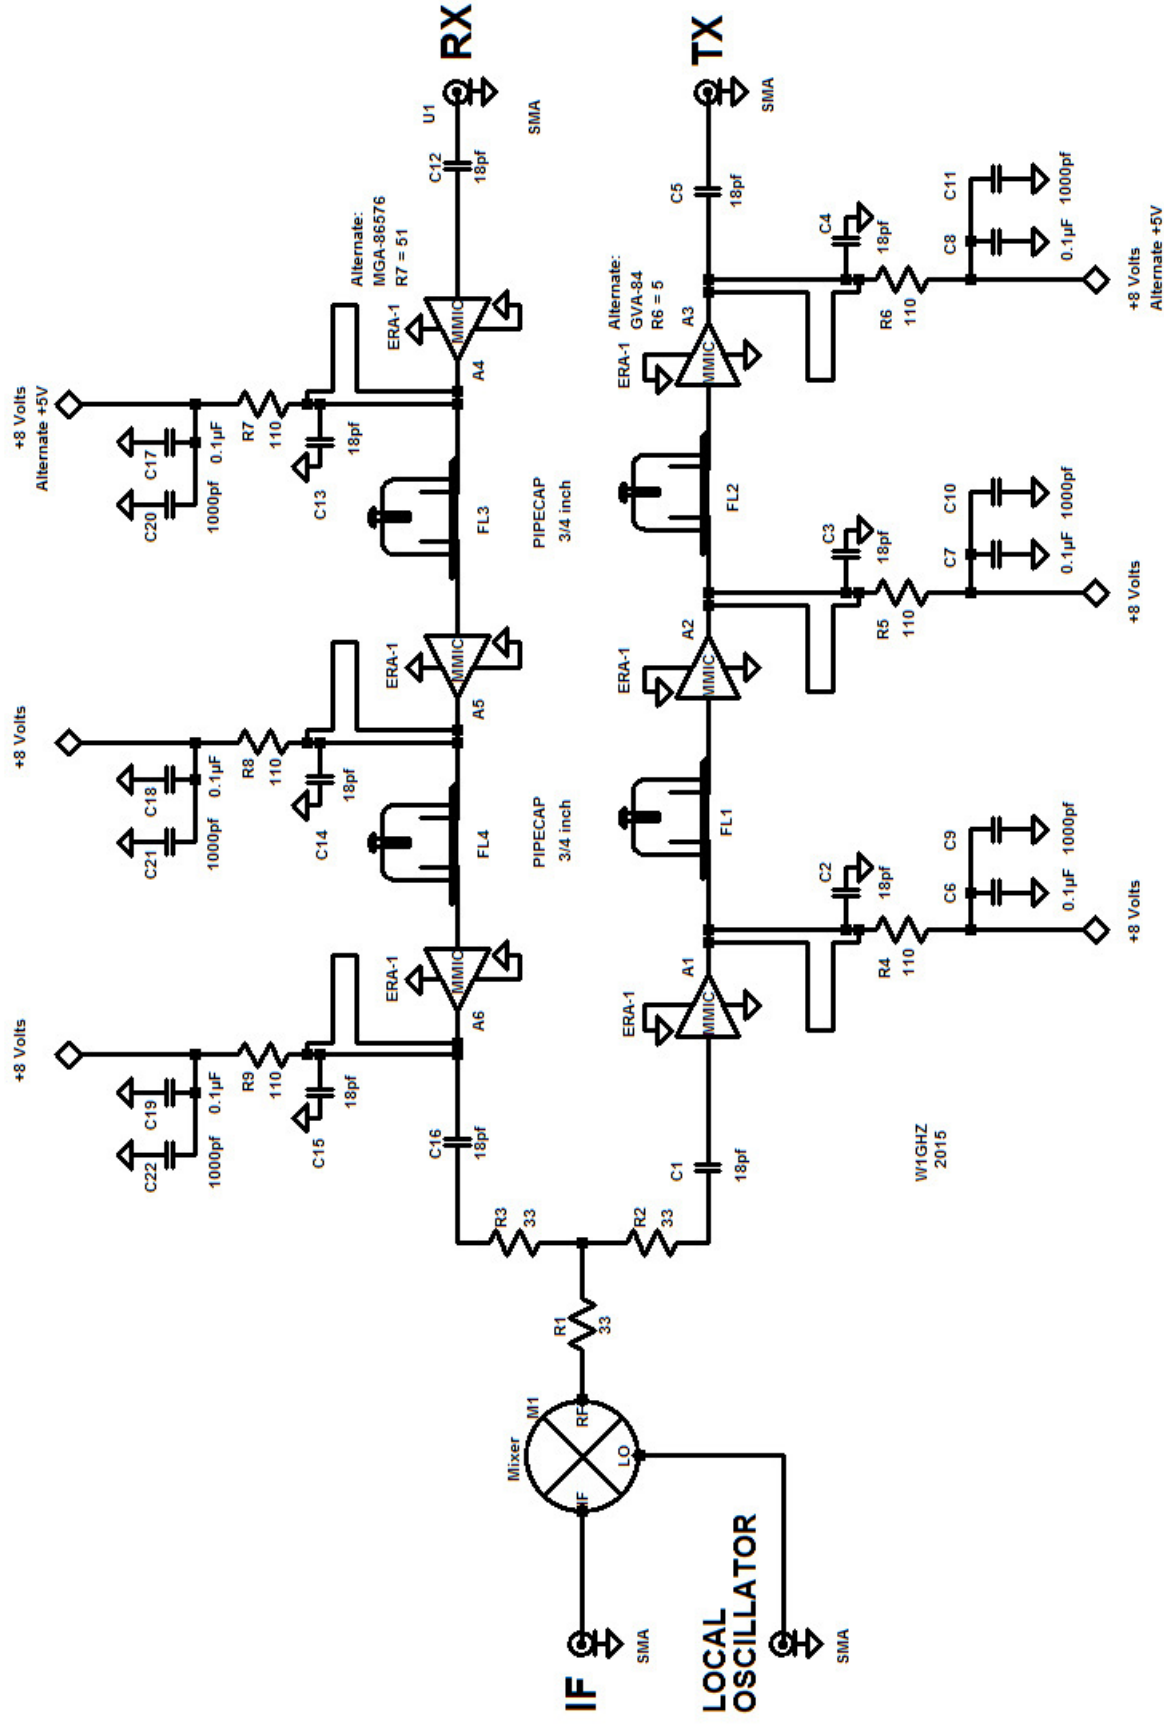 RX
U1
SMA
C12
18pf
Alternate:
MGA-86576
R7 = 51
ERA-1
MMIC
A4
+8 Volts
Alternate +5V
C17
0.1µF
C20
1000pf
R7
110
C13
18pf
FL3
PIPECAP
3/4 inch
ERA-1
MMIC
A5
+8 Volts
C18
0.1µF
C21
1000pf
R8
110
C14
18pf
FL4
PIPECAP
3/4 inch
ERA-1
MMIC
A6
+8 Volts
C19
0.1µF
C22
1000pf
R9
110
C15
18pf
C16
18pf
R3
33
R2
33
R1
33
Mixer
M1
RF
LO
IF
IF
SMA
LOCAL
OSCILLATOR
SMA
C1
18pf
W1GHZ
2015
ERA-1
MMIC
A1
C2
18pf
R4
110
C6
0.1µF
C9
1000pf
+8 Volts
FL1
ERA-1
MMIC
A2
C3
18pf
R5
110
C7
0.1µF
C10
1000pf
+8 Volts
FL2
Alternate:
GVA-84
R6 = 5
ERA-1
MMIC
A3
C4
18pf
R6
110
C8
0.1µF
C11
1000pf
+8 Volts
Alternate +5V
C5
18pf
TX
SMA